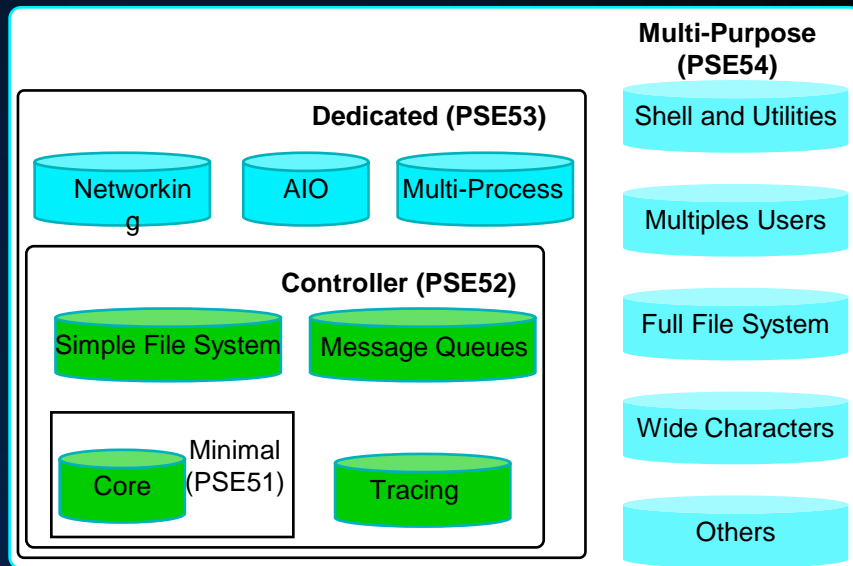 Multi-Purpose
(PSE54)
Shell and Utilities
Multiples Users
Full File System
Wide Characters
Others
Dedicated (PSE53)
Networkin
g
AIO
Multi-Process
Controller (PSE52)
Simple File System
Message Queues
Minimal
(PSE51)
Core
Tracing